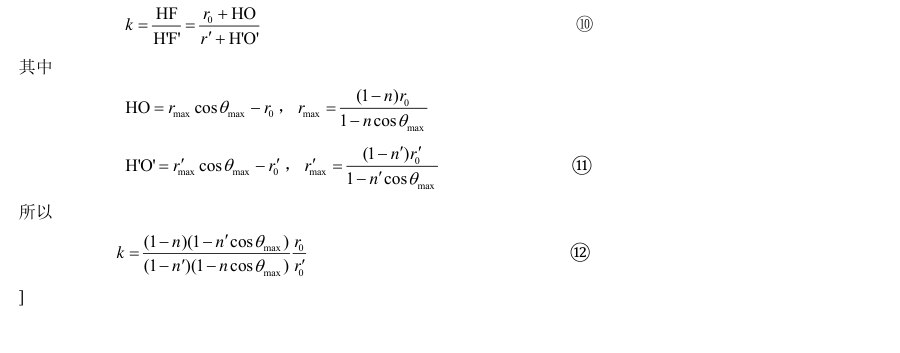 k = HF / H'F' = (r₀ + HO) / (r′ + H'O') ⑩
其中
HO = r_max cos θ_max − r₀ ， r_max = (1 − n)r₀ / (1 − n cos θ_max)
H'O' = r′_max cos θ_max − r′₀ ， r′_max = (1 − n′)r′₀ / (1 − n′ cos θ_max) ⑪
所以
k = (1 − n)(1 − n′ cos θ_max) / (1 − n′)(1 − n cos θ_max) r₀ / r′₀ ⑫
]